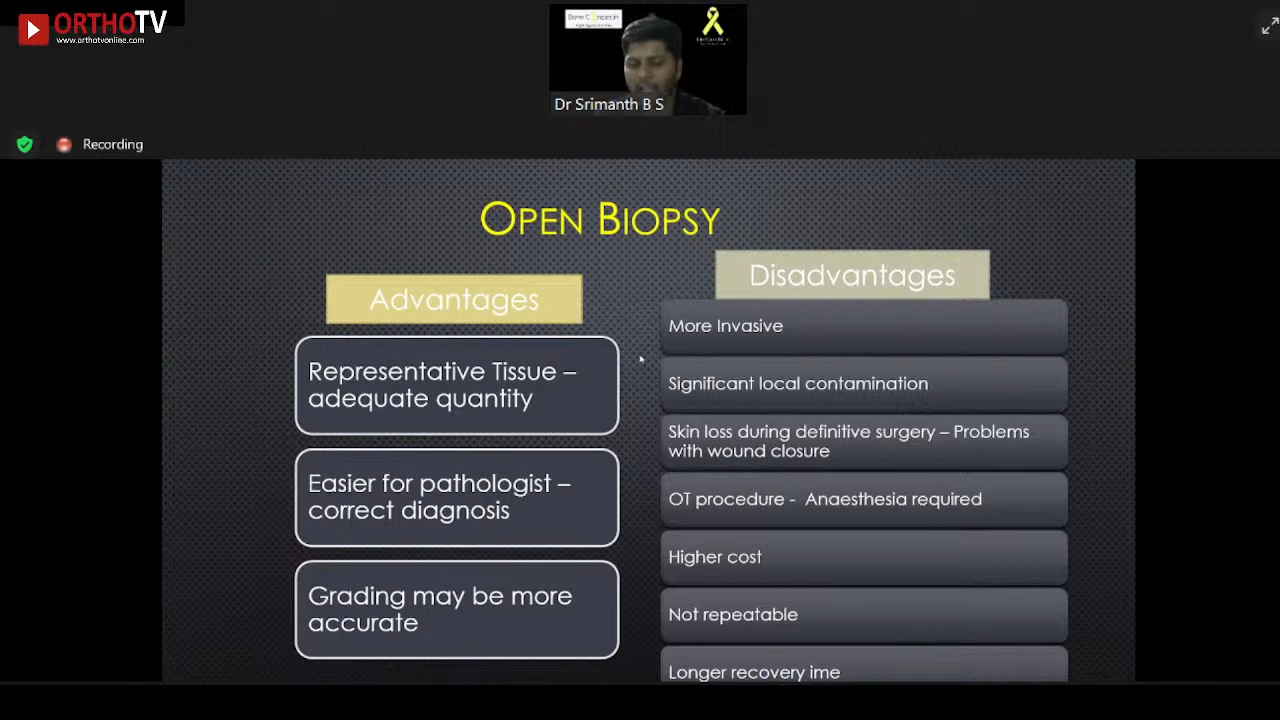 ORTHOTV
www.orthotvonline.com
Dr Srimanth B S
Recording
OPEN BIOPSY
Advantages
Representative Tissue –
adequate quantity
Easier for pathologist –
correct diagnosis
Grading may be more
accurate
Disadvantages
More Invasive
Significant local contamination
Skin loss during definitive surgery – Problems
with wound closure
OT procedure - Anaesthesia required
Higher cost
Not repeatable
Longer recovery ime